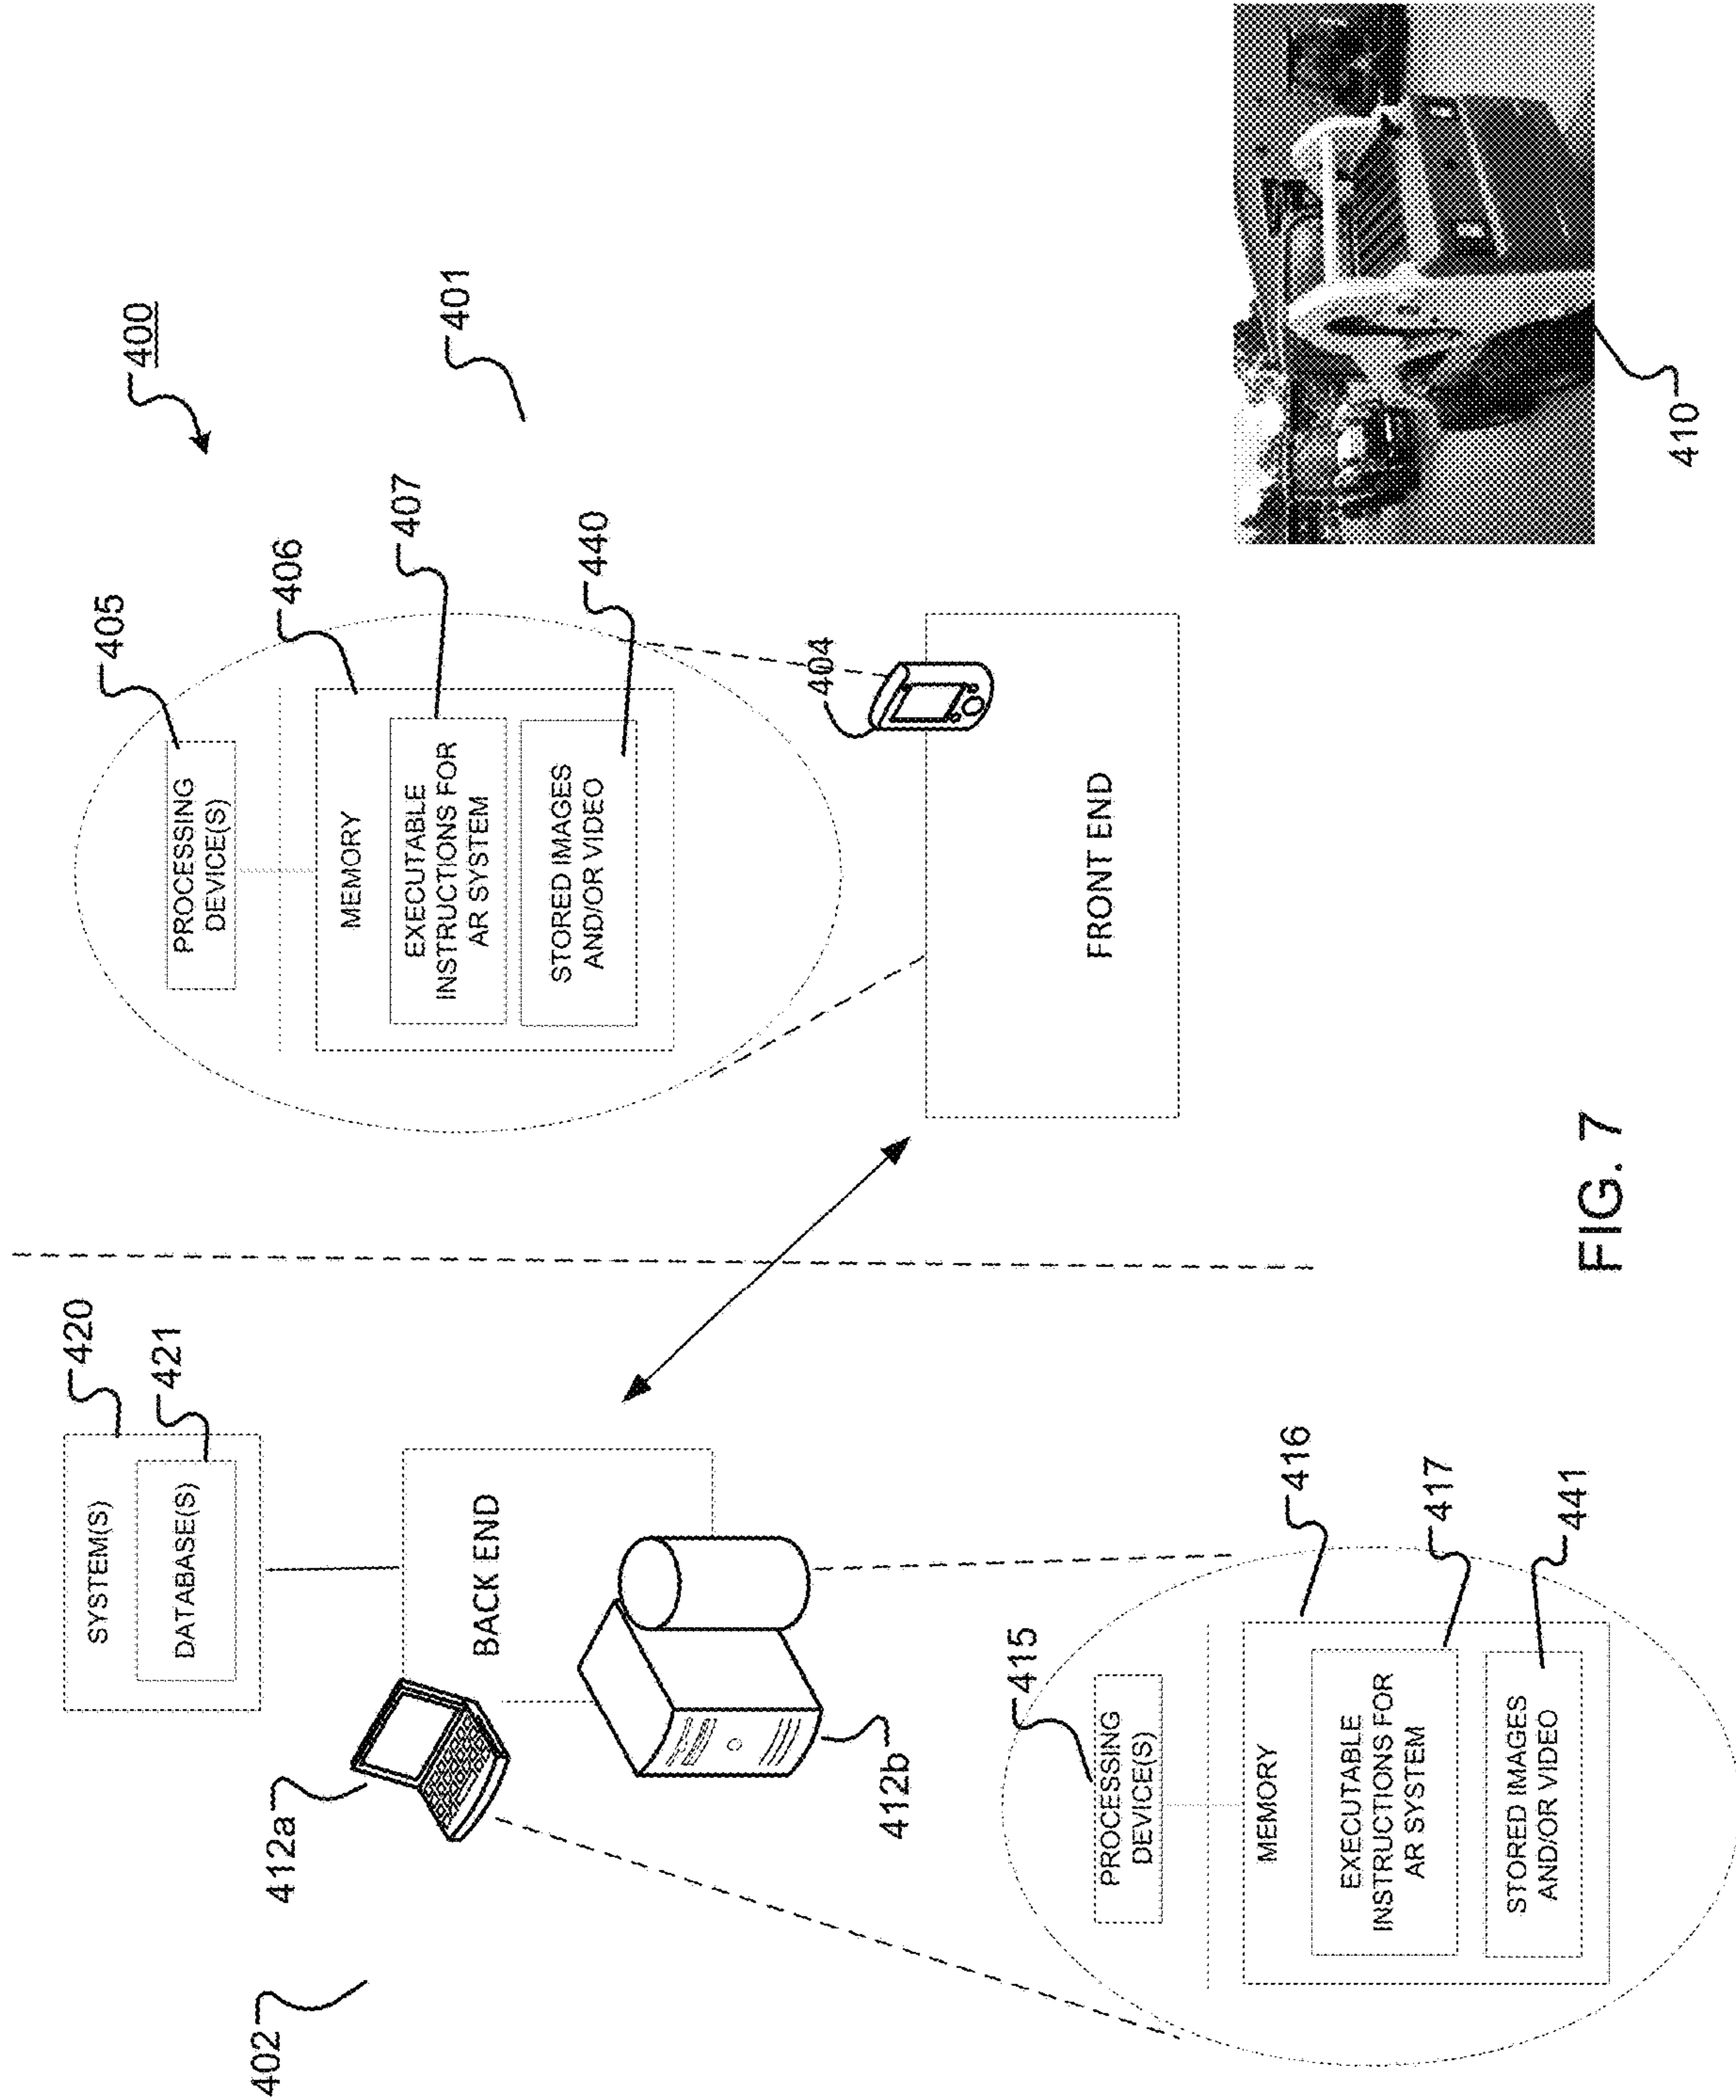 400
401
402
SYSTEM(S)
420
DATABASE(S)
421
BACK END
412a
412b
PROCESSING
DEVICE(S)
415
MEMORY
416
EXECUTABLE
INSTRUCTIONS FOR
AR SYSTEM
417
STORED IMAGES
AND/OR VIDEO
441
PROCESSING
DEVICE(S)
405
MEMORY
406
EXECUTABLE
INSTRUCTIONS FOR
AR SYSTEM
407
STORED IMAGES
AND/OR VIDEO
440
404
FRONT END
410
FIG. 7